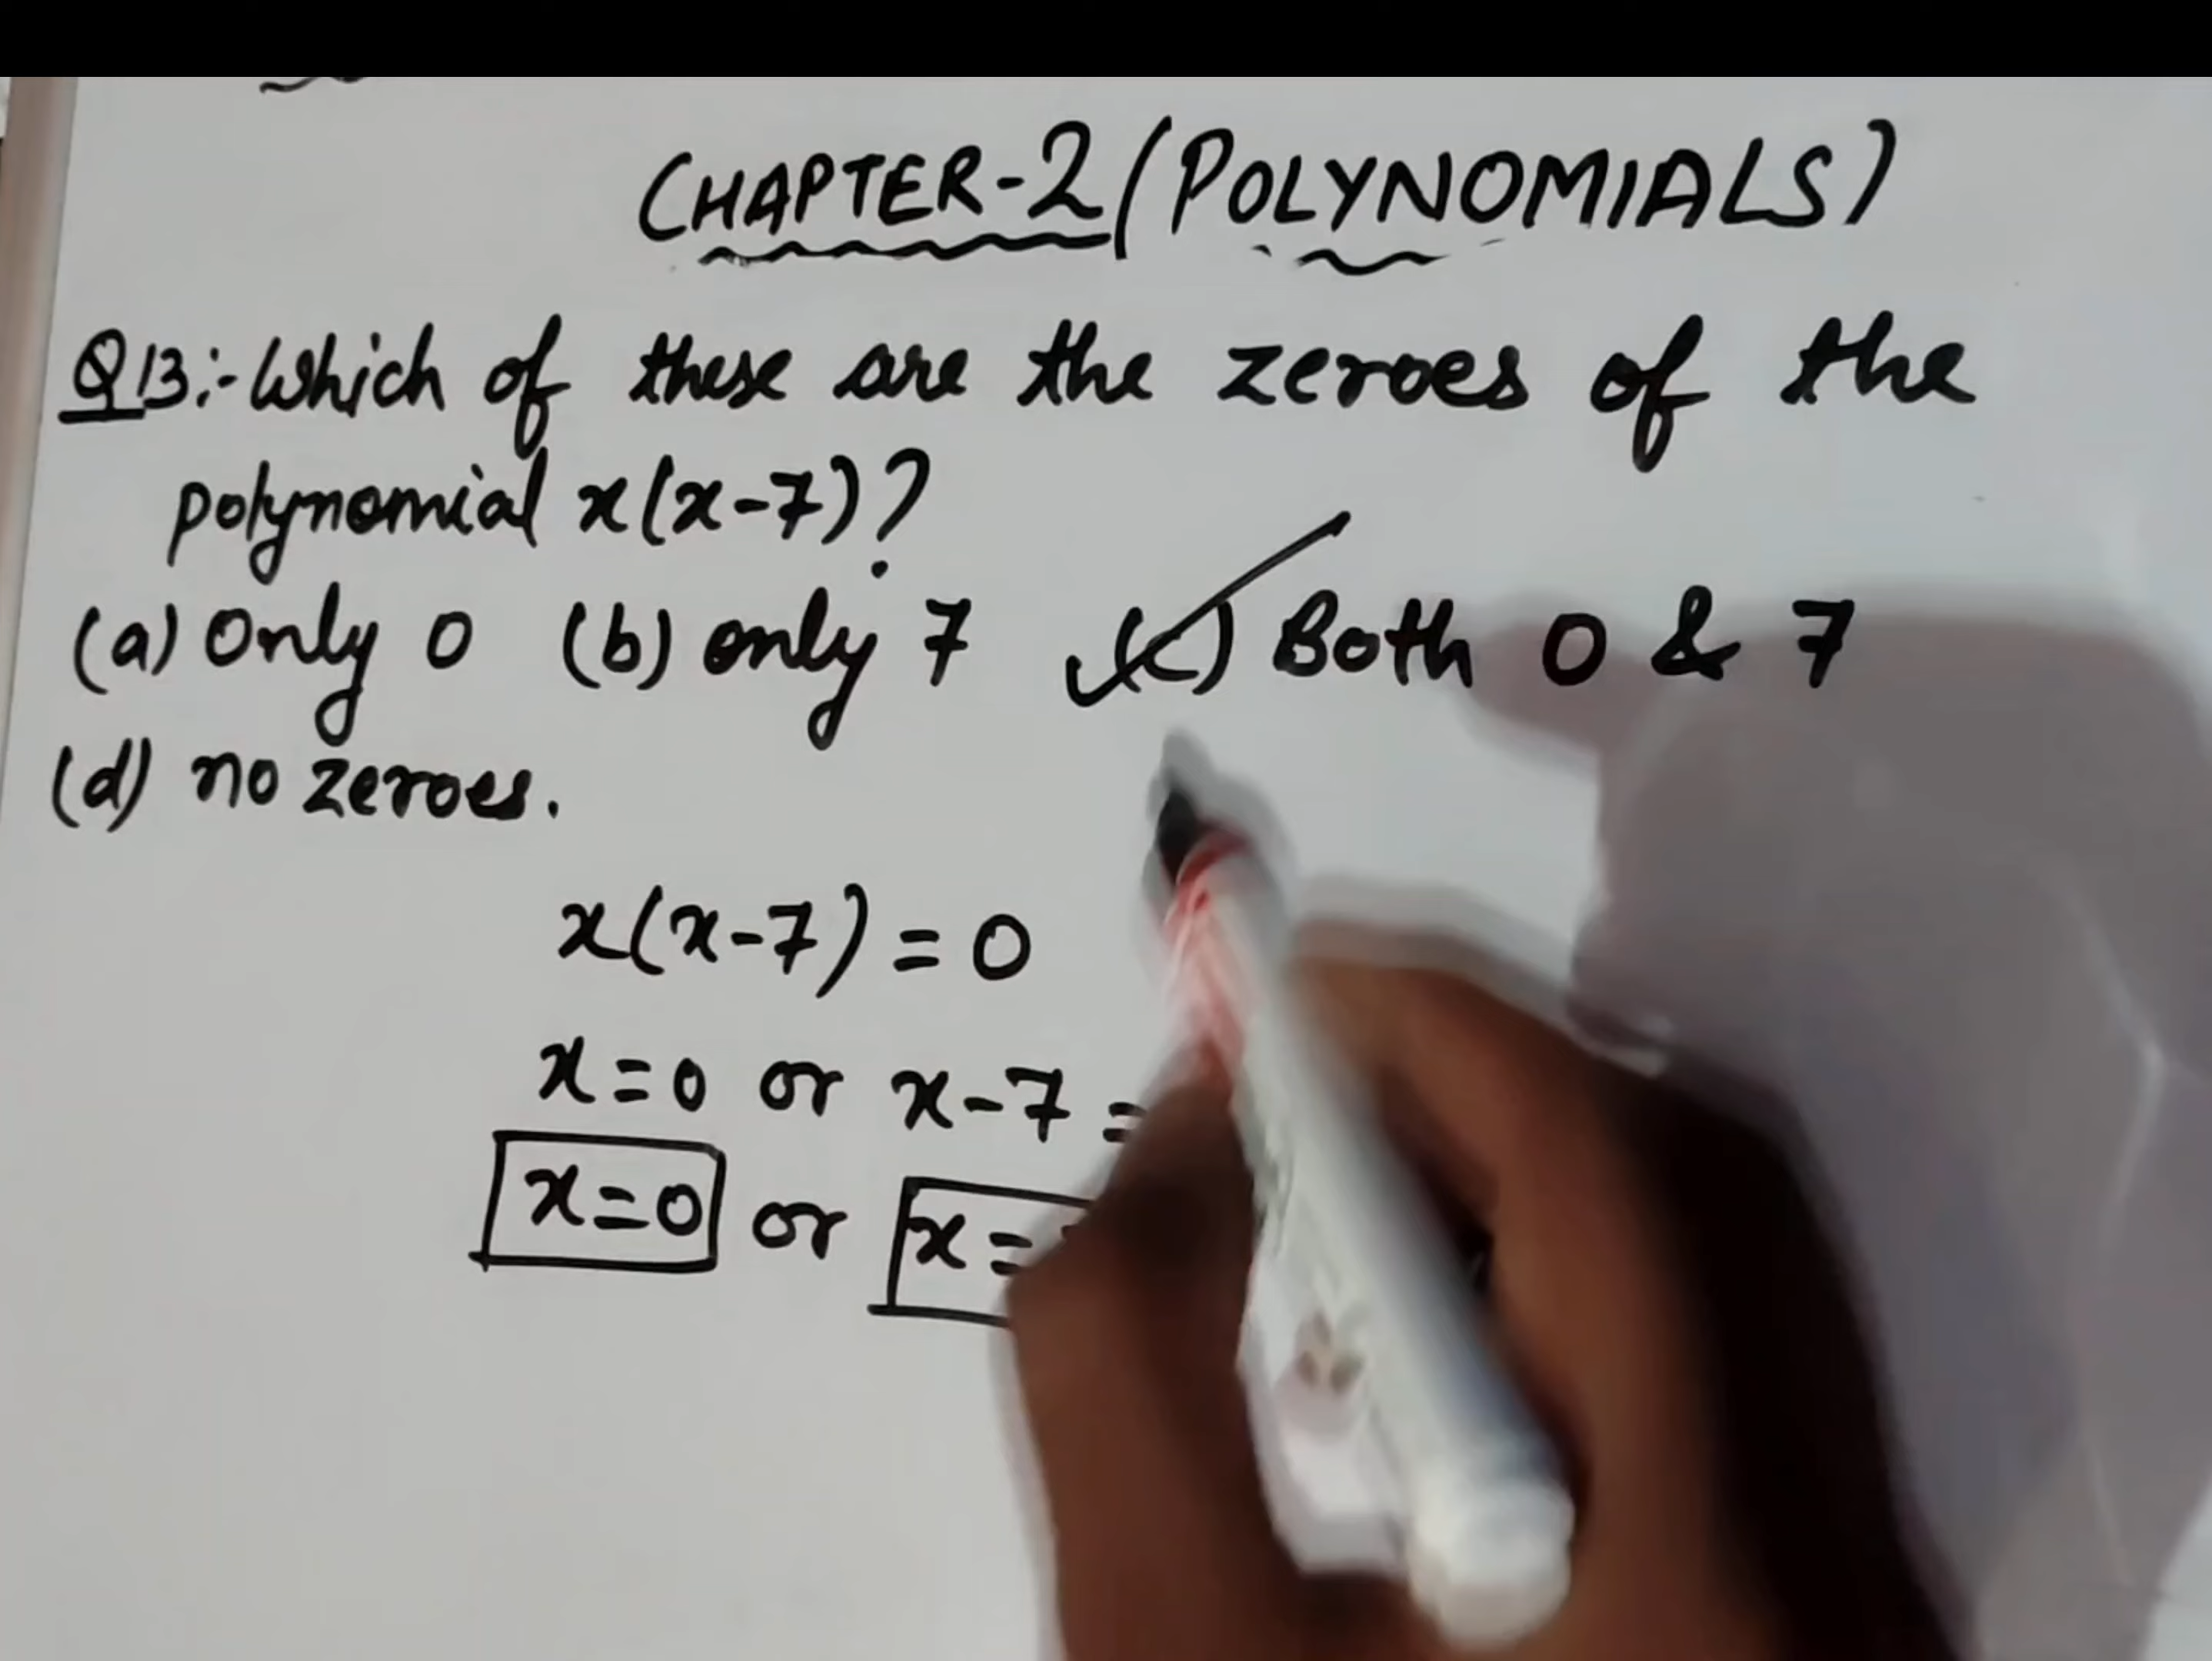 CHAPTER-2 (POLYNOMIALS)
Q13:- Which of these are the zeroes of the
polynomial x(x-7)?
(a) Only 0 (b) only 7 (c) Both 0 & 7
(d) no zeroes.
x(x-7) = 0
x=0 or x-7 =
x=0 or x=